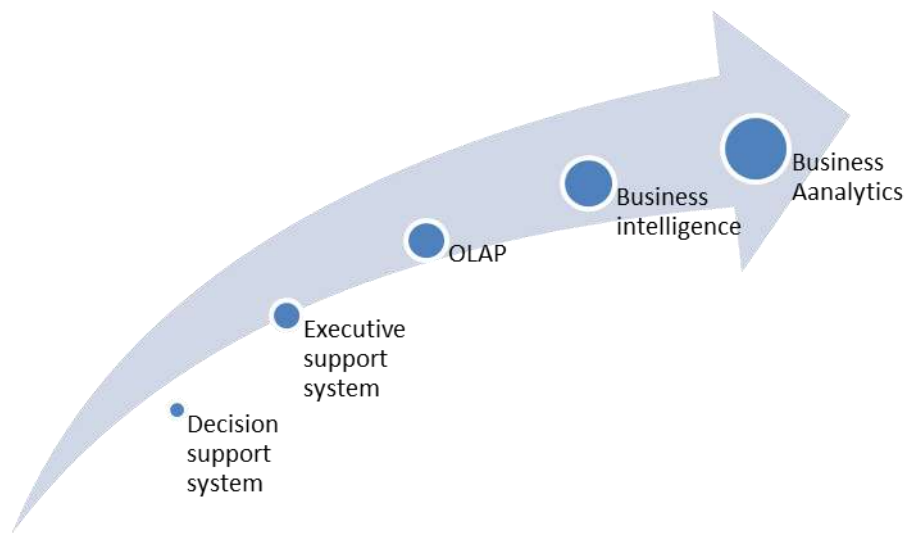 Business
Aanalytics
Business
intelligence
OLAP
Executive
support
system
Decision
support
system